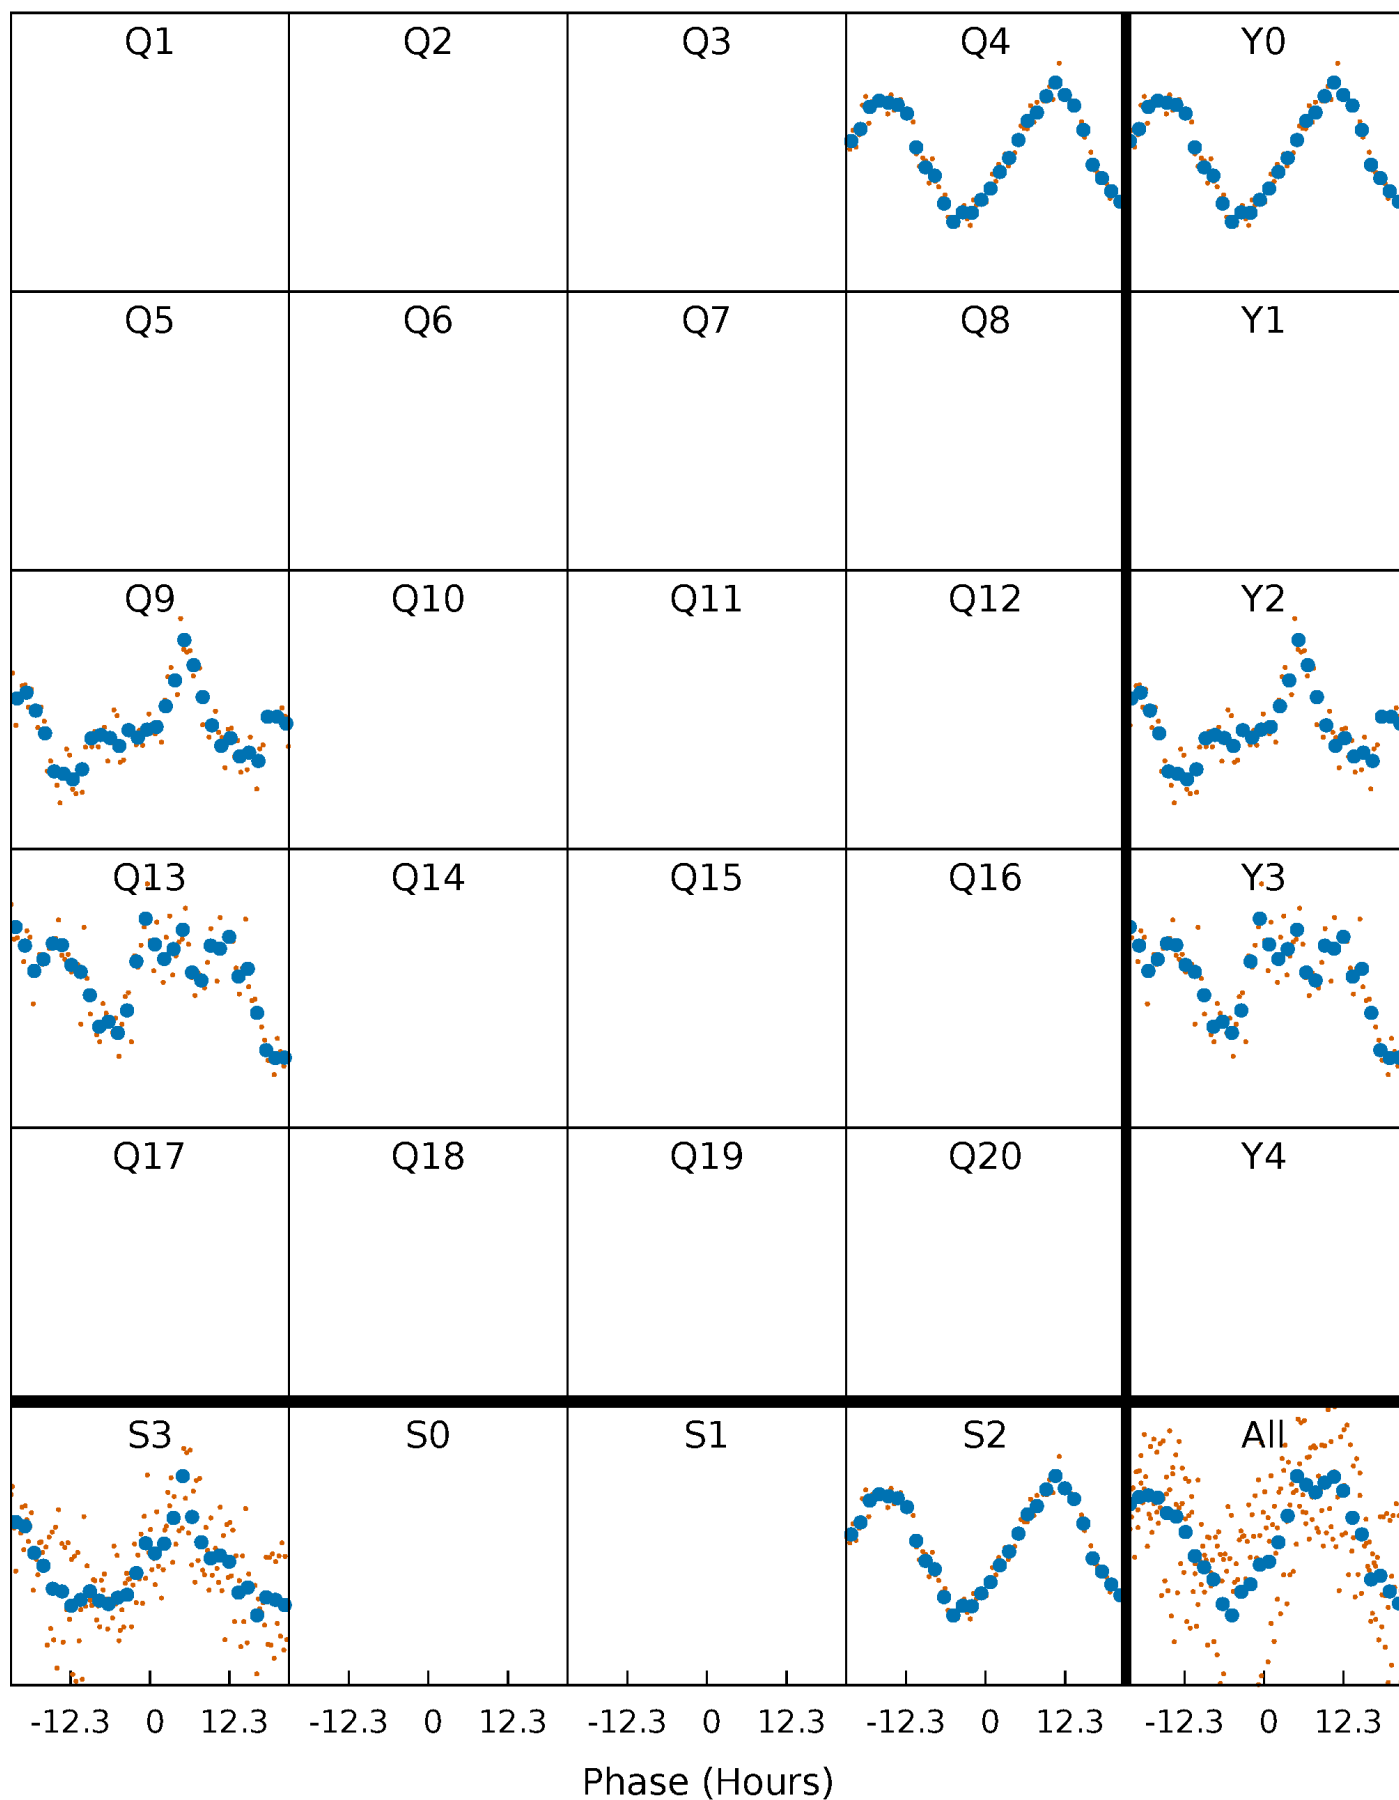 Q1 Q2 Q3 Q4 Y0
Q5 Q6 Q7 Q8 Y1
Q9 Q10 Q11 Q12 Y2
Q13 Q14 Q15 Q16 Y3
Q17 Q18 Q19 Q20 Y4
S3 S0 S1 S2 All
-12.3 0 12.3 -12.3 0 12.3 -12.3 0 12.3 -12.3 0 12.3 -12.3 0 12.3
Phase (Hours)